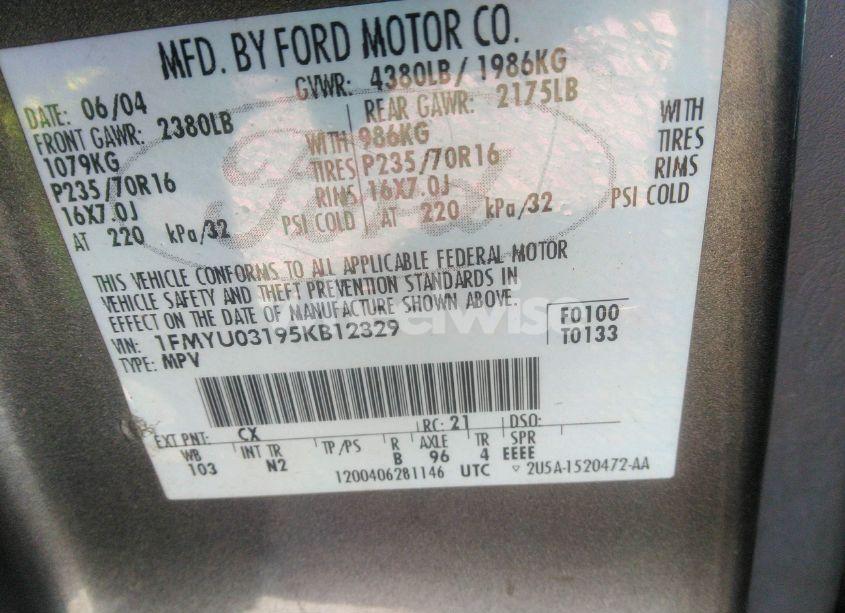 MFD. BY FORD MOTOR CO.
DATE: 06/04 GVWR: 4380LB/ 1986KG
FRONT GAWR: 2380LB REAR GAWR: 2175LB
1079KG WITH 986KG WITH
P235/70R16 TIRES P235/70R16 TIRES
16X7.0J RIMS 16X7.0J RIMS
AT 220 kPa/32 PSI COLD AT 220 kPa/32 PSI COLD
THIS VEHICLE CONFORMS TO ALL APPLICABLE FEDERAL MOTOR
VEHICLE SAFETY AND THEFT PREVENTION STANDARDS IN
EFFECT ON THE DATE OF MANUFACTURE SHOWN ABOVE.
VIN: 1FMYU03195KB12329 F0100
TYPE: MPV T0133
EXT PNT: CX RC: 21 DSO:
WB INT TR TP/PS R AXLE TR SPR
103 N2 B 96 4 EEEE
1200406281146 UTC ▽ 2U5A-1520472-AA
Ford